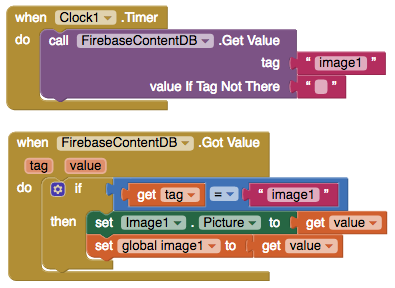 when Clock1 .Timer
do call FirebaseContentDB .Get Value
tag " image1 "
value If Tag Not There " "
when FirebaseContentDB .Got Value
tag value
do if get tag = " image1 "
then set Image1 . Picture to get value
set global image1 to get value